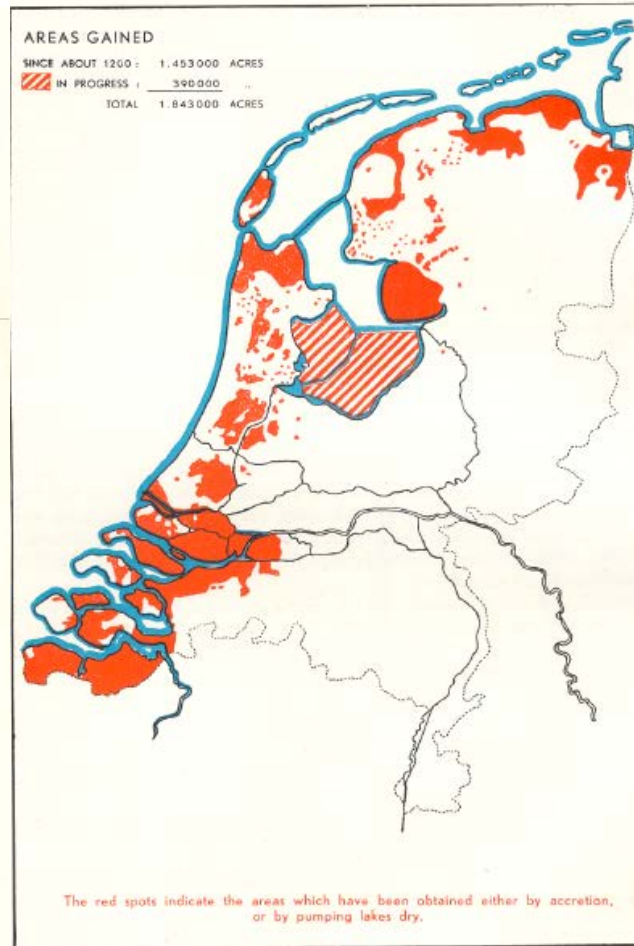 AREAS GAINED
SINCE ABOUT 1200 : 1.453000 ACRES
IN PROGRESS : 390000 "
TOTAL 1.843000 ACRES
The red spots indicate the areas which have been obtained either by accretion,
or by pumping lakes dry.